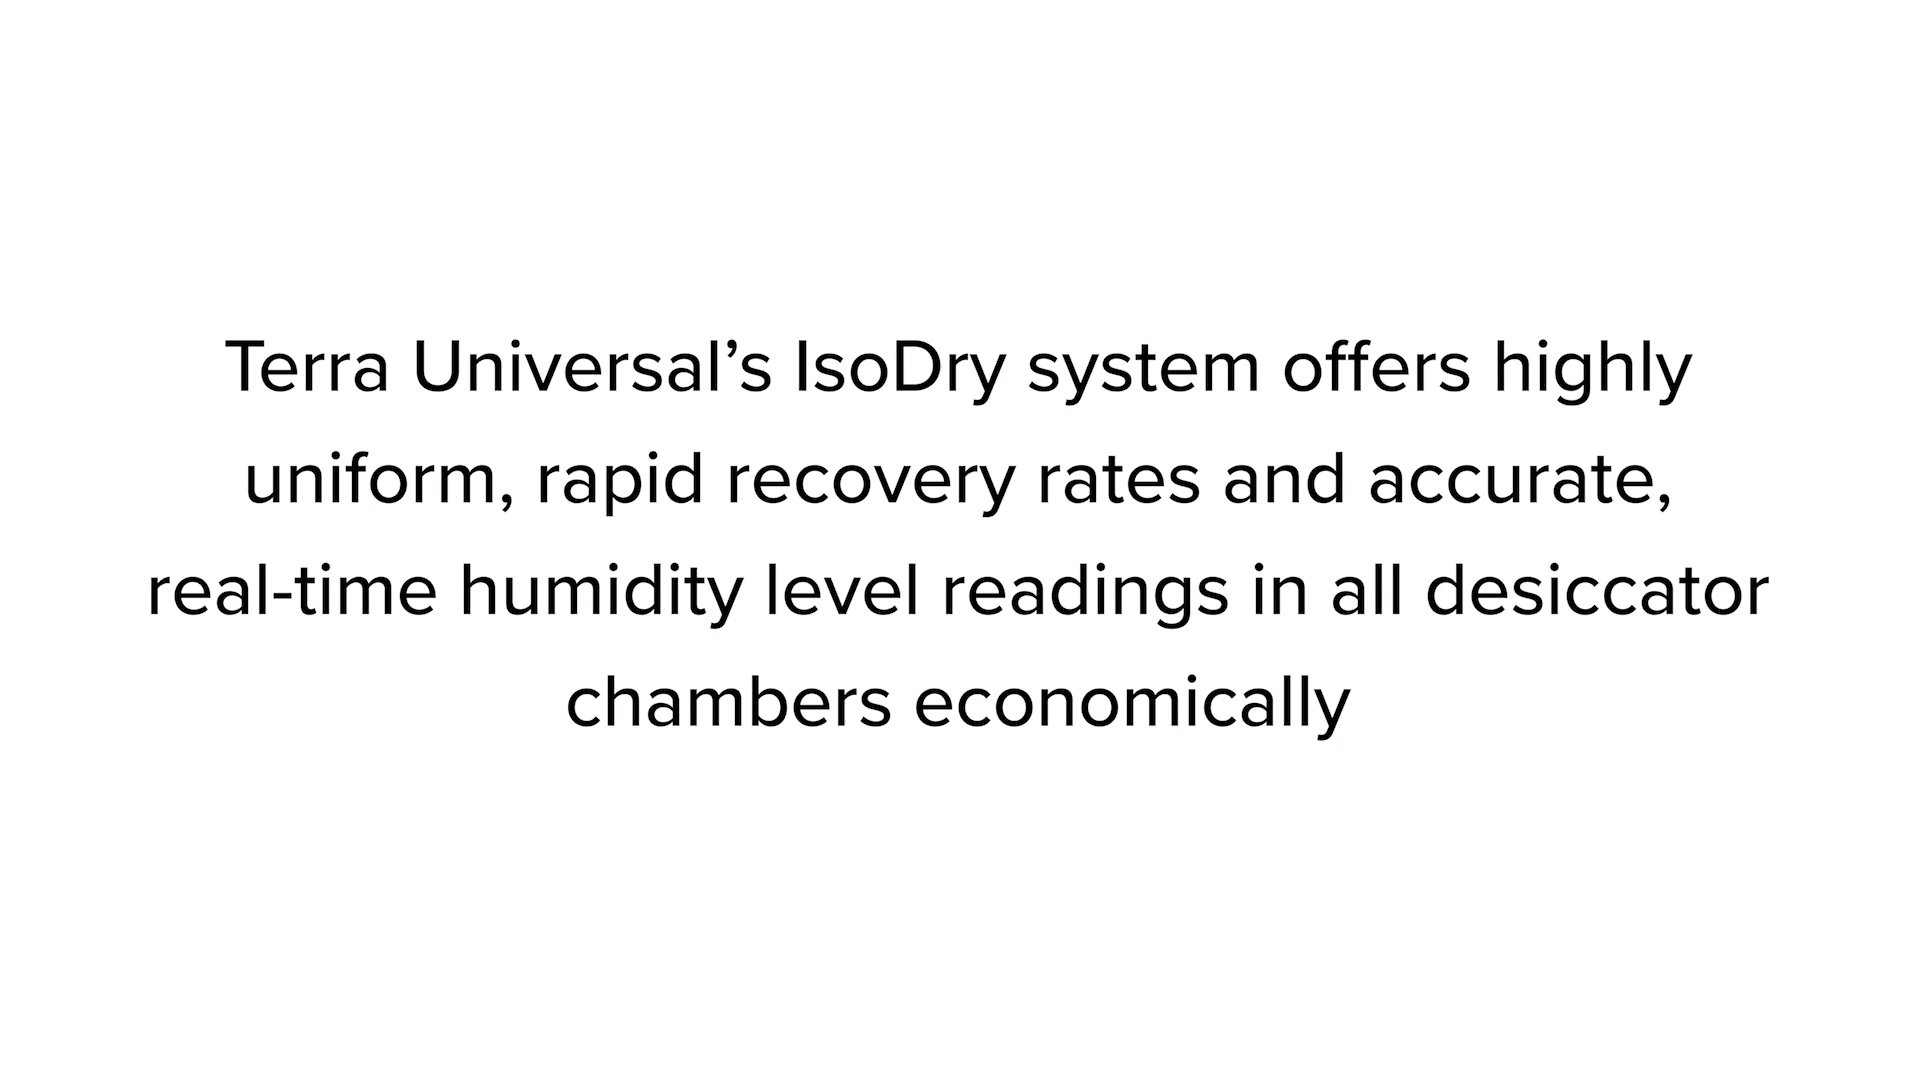 Terra Universal’s IsoDry system offers highly
uniform, rapid recovery rates and accurate,
real-time humidity level readings in all desiccator
chambers economically